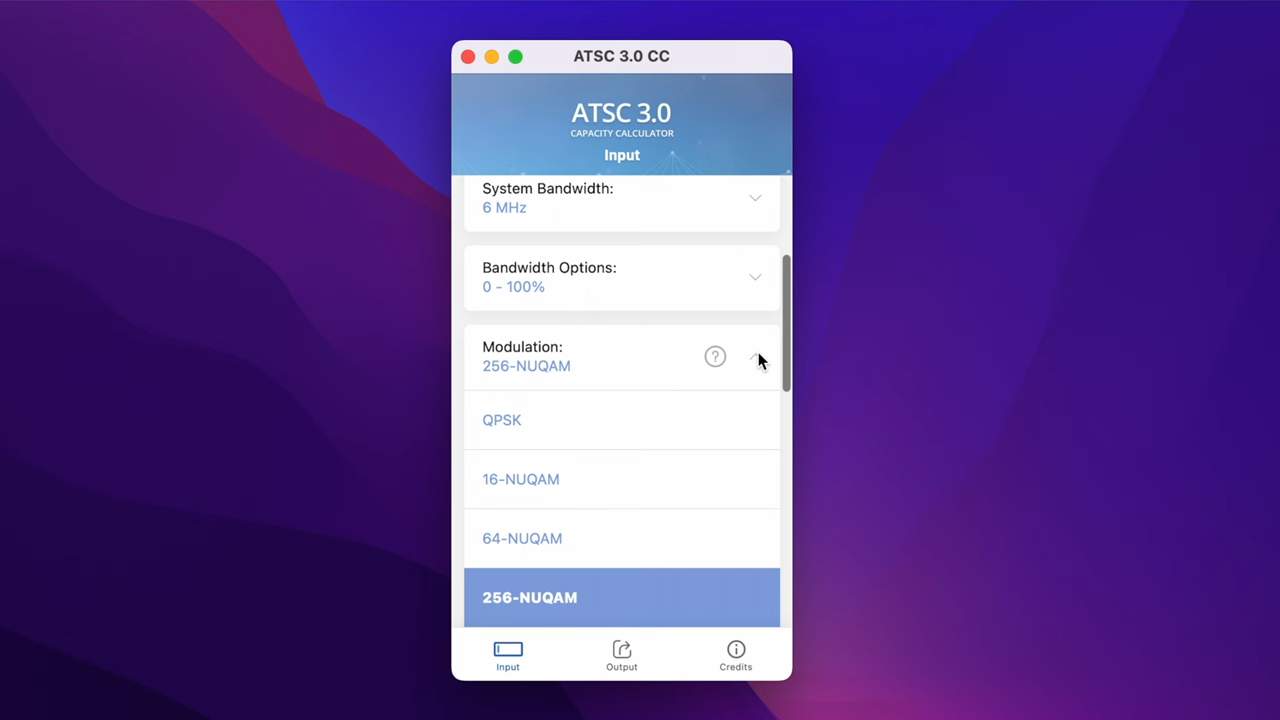 ATSC 3.0 CC
ATSC 3.0
CAPACITY CALCULATOR
Input
System Bandwidth:
6 MHz
Bandwidth Options:
0 - 100%
Modulation:
256-NUQAM
?
QPSK
16-NUQAM
64-NUQAM
256-NUQAM
Input
Output
Credits